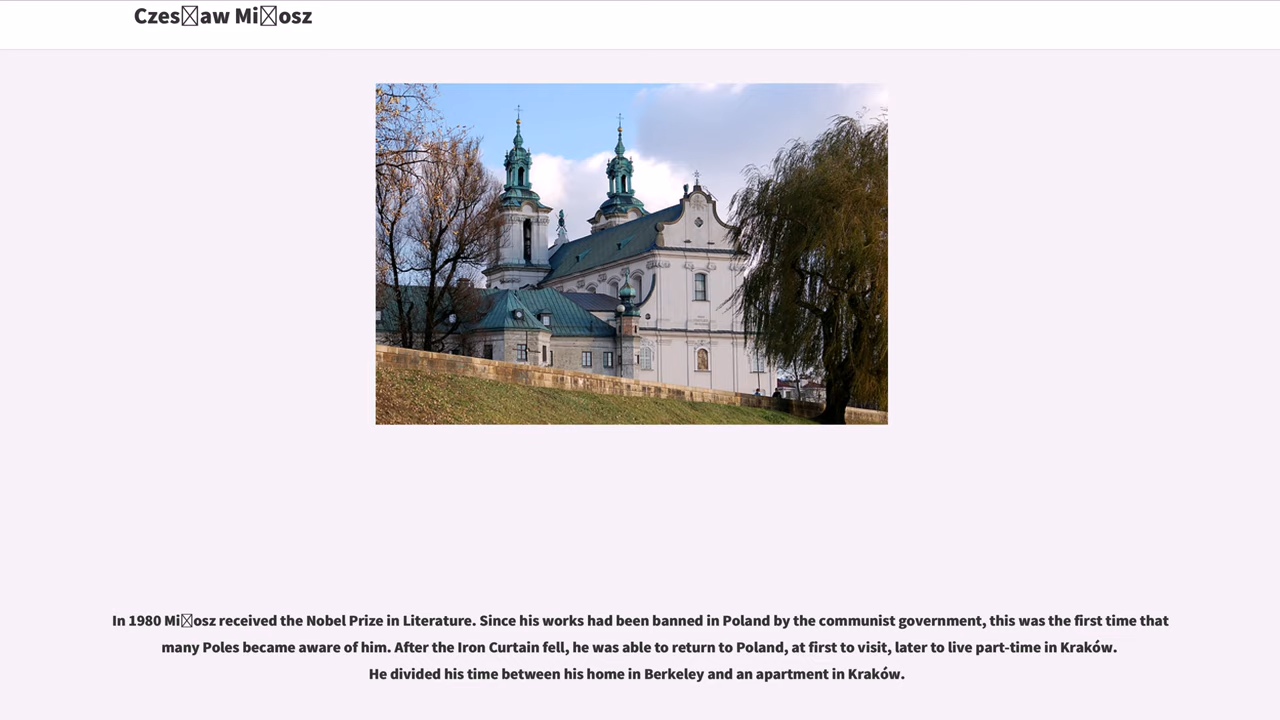 Czes☒aw Mi☒osz
In 1980 Mi☒osz received the Nobel Prize in Literature. Since his works had been banned in Poland by the communist government, this was the first time that
many Poles became aware of him. After the Iron Curtain fell, he was able to return to Poland, at first to visit, later to live part-time in Kraków.
He divided his time between his home in Berkeley and an apartment in Kraków.